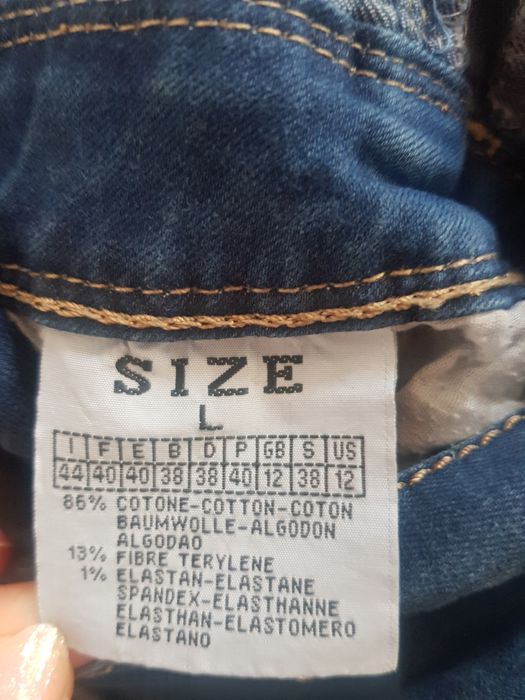 SIZE
L
I F E B D P GB S US
44 40 40 38 38 40 12 38 12
86% COTONE-COTTON-COTON
BAUMWOLLE-ALGODON
ALGODAO
13% FIBRE TERYLENE
1% ELASTAN-ELASTANE
SPANDEX-ELASTHANNE
ELASTHAN-ELASTOMERO
ELASTANO